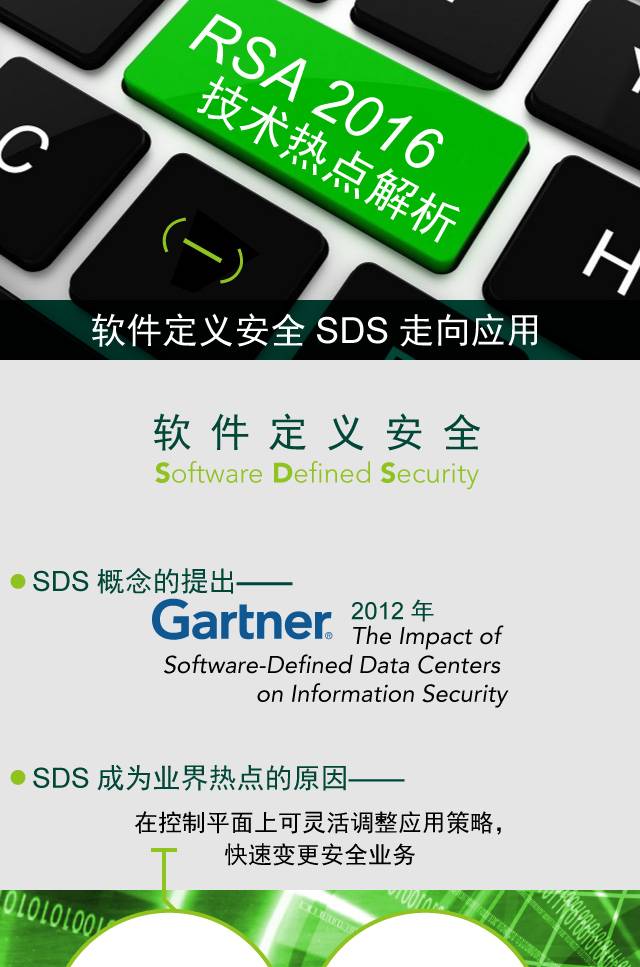 RSA 2016
技术热点解析
C
(一)
H
软件定义安全 SDS 走向应用
软件定义安全
Software Defined Security
SDS 概念的提出——
Gartner® 2012 年
The Impact of
Software-Defined Data Centers
on Information Security
SDS 成为业界热点的原因——
在控制平面上可灵活调整应用策略，
快速变更安全业务